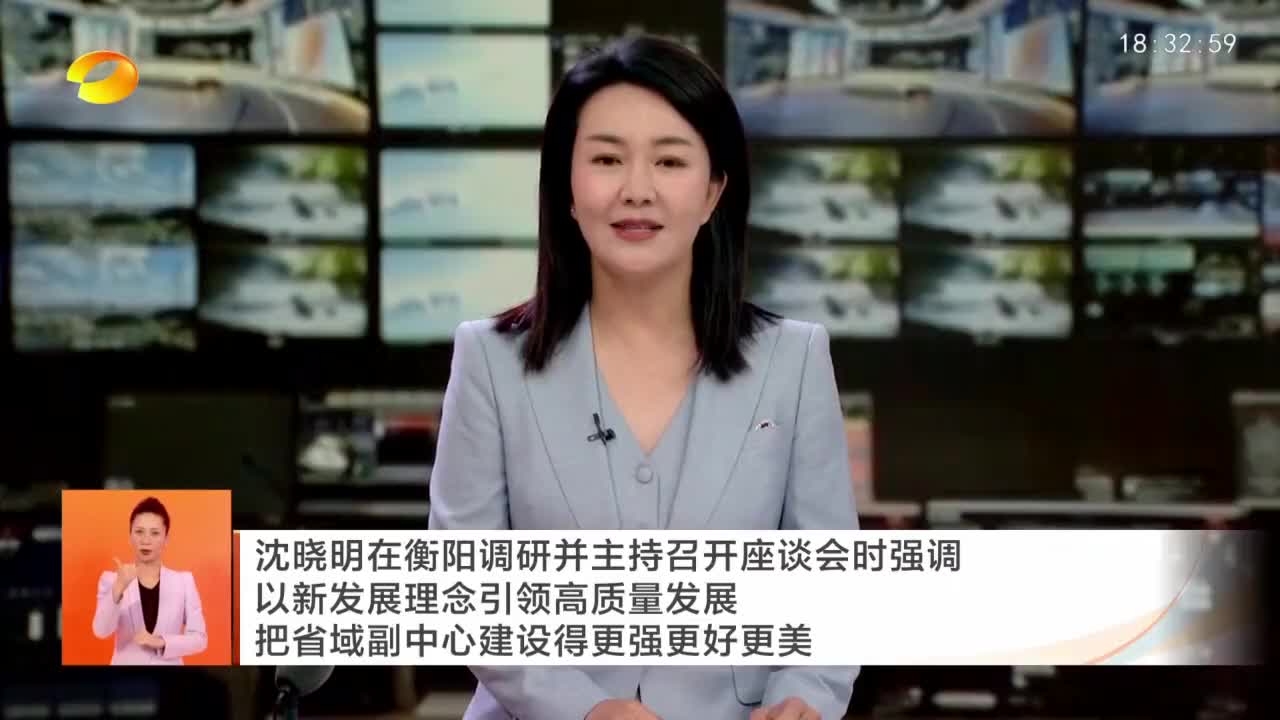 18:32:59
沈晓明在衡阳调研并主持召开座谈会时强调
以新发展理念引领高质量发展
把省域副中心建设得更强更好更美